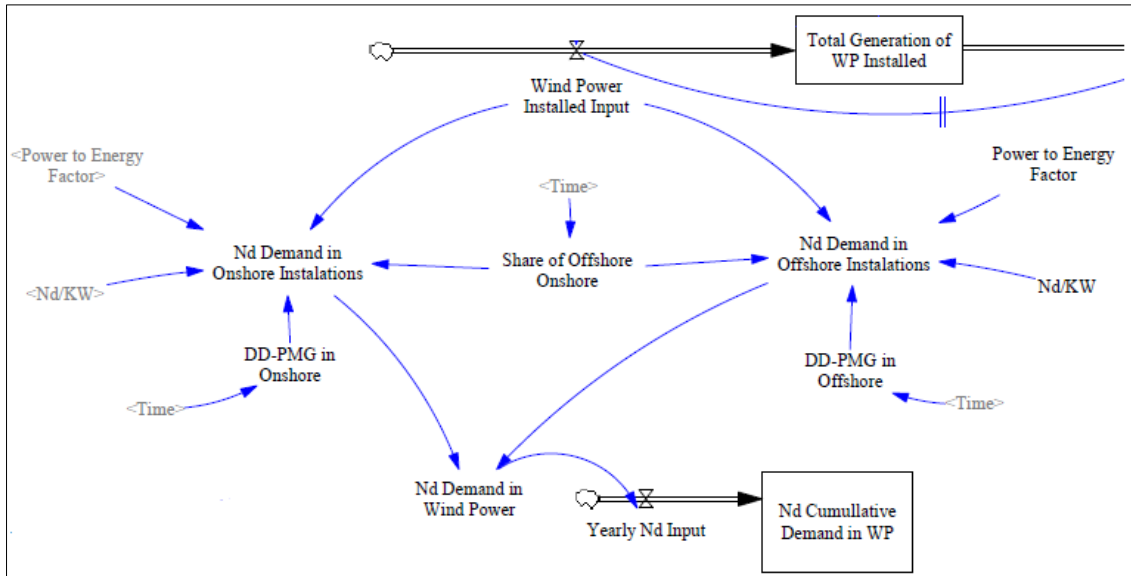 Total Generation of
WP Installed
Wind Power
Installed Input
<Power to Energy
Factor>
<Time>
Power to Energy
Factor
Nd Demand in
Onshore Instalations
Share of Offshore
Onshore
Nd Demand in
Offshore Instalations
<Nd/KW>
Nd/KW
DD-PMG in
Onshore
DD-PMG in
Offshore
<Time>
<Time>
Nd Demand in
Wind Power
Yearly Nd Input
Nd Cumullative
Demand in WP